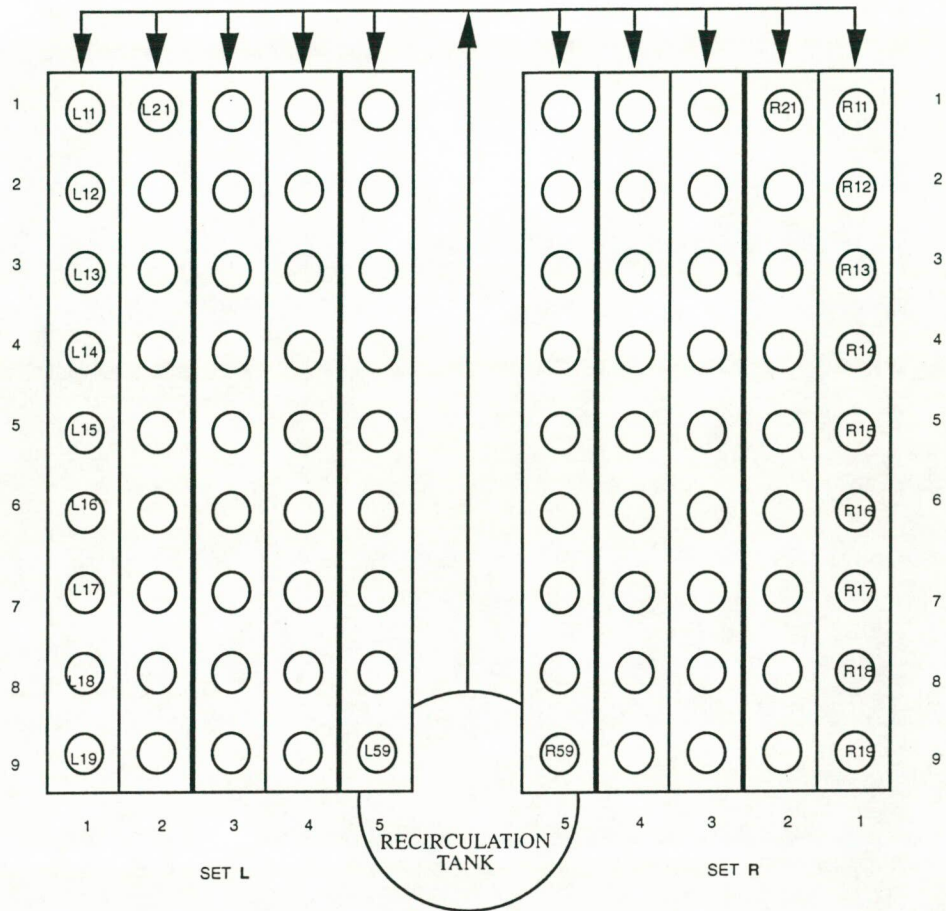 1 L11 L21 R21 R11 1
2 L12 R12 2
3 L13 R13 3
4 L14 R14 4
5 L15 R15 5
6 L16 R16 6
7 L17 R17 7
8 L18 R18 8
9 L19 L59 R59 R19 9
1 2 3 4 5 5 4 3 2 1
RECIRCULATION
TANK
SET L SET R